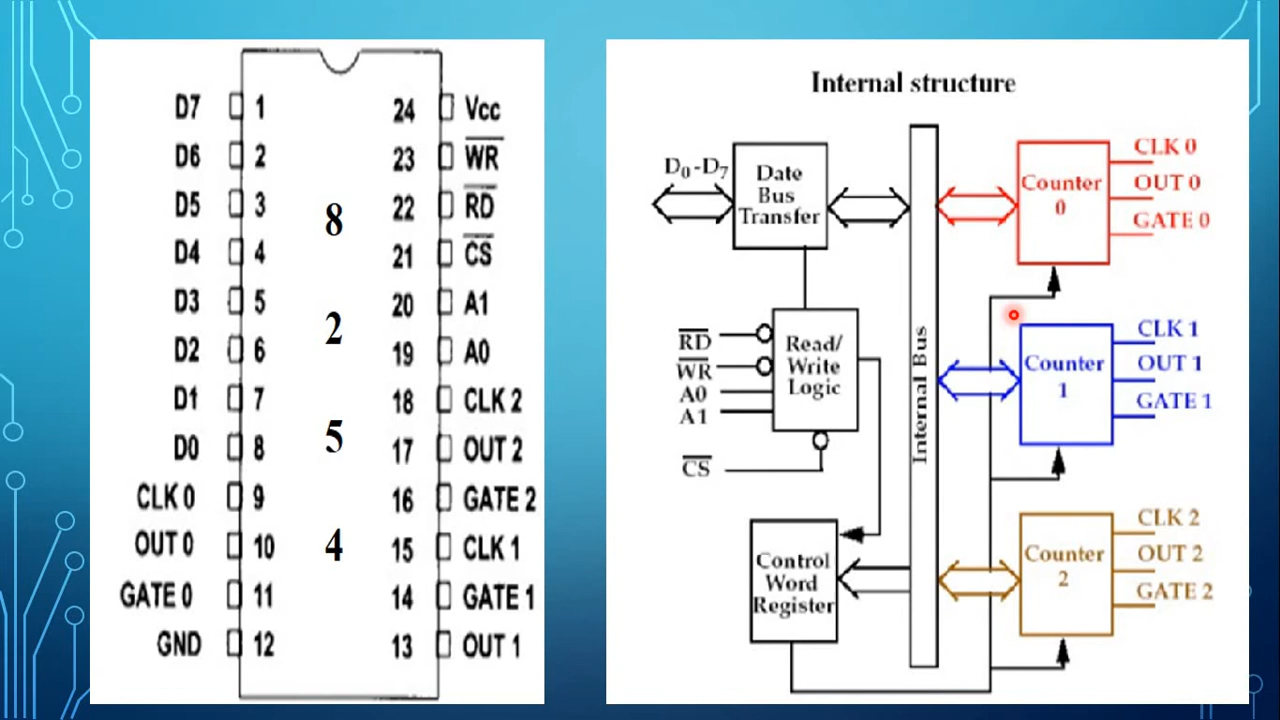 D7 1 24 Vcc
D6 2 23 WR
D5 3 22 RD
D4 4 21 CS
D3 5 20 A1
D2 6 19 A0
D1 7 18 CLK 2
D0 8 17 OUT 2
CLK 0 9 16 GATE 2
OUT 0 10 15 CLK 1
GATE 0 11 14 GATE 1
GND 12 13 OUT 1
8
2
5
4
Internal structure
D0-D7
Date
Bus
Transfer
RD
WR
A0
A1
CS
Read/
Write
Logic
Control
Word
Register
Internal Bus
Counter
0
CLK 0
OUT 0
GATE 0
Counter
1
CLK 1
OUT 1
GATE 1
Counter
2
CLK 2
OUT 2
GATE 2